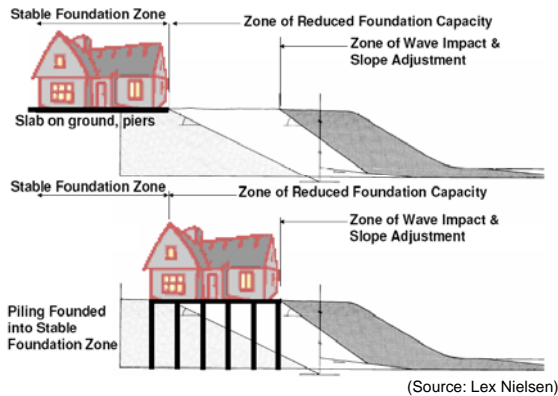 Stable Foundation Zone
Zone of Reduced Foundation Capacity
Zone of Wave Impact &
Slope Adjustment
Slab on ground, piers
Stable Foundation Zone
Zone of Reduced Foundation Capacity
Zone of Wave Impact &
Slope Adjustment
Piling Founded
into Stable
Foundation Zone
(Source: Lex Nielsen)